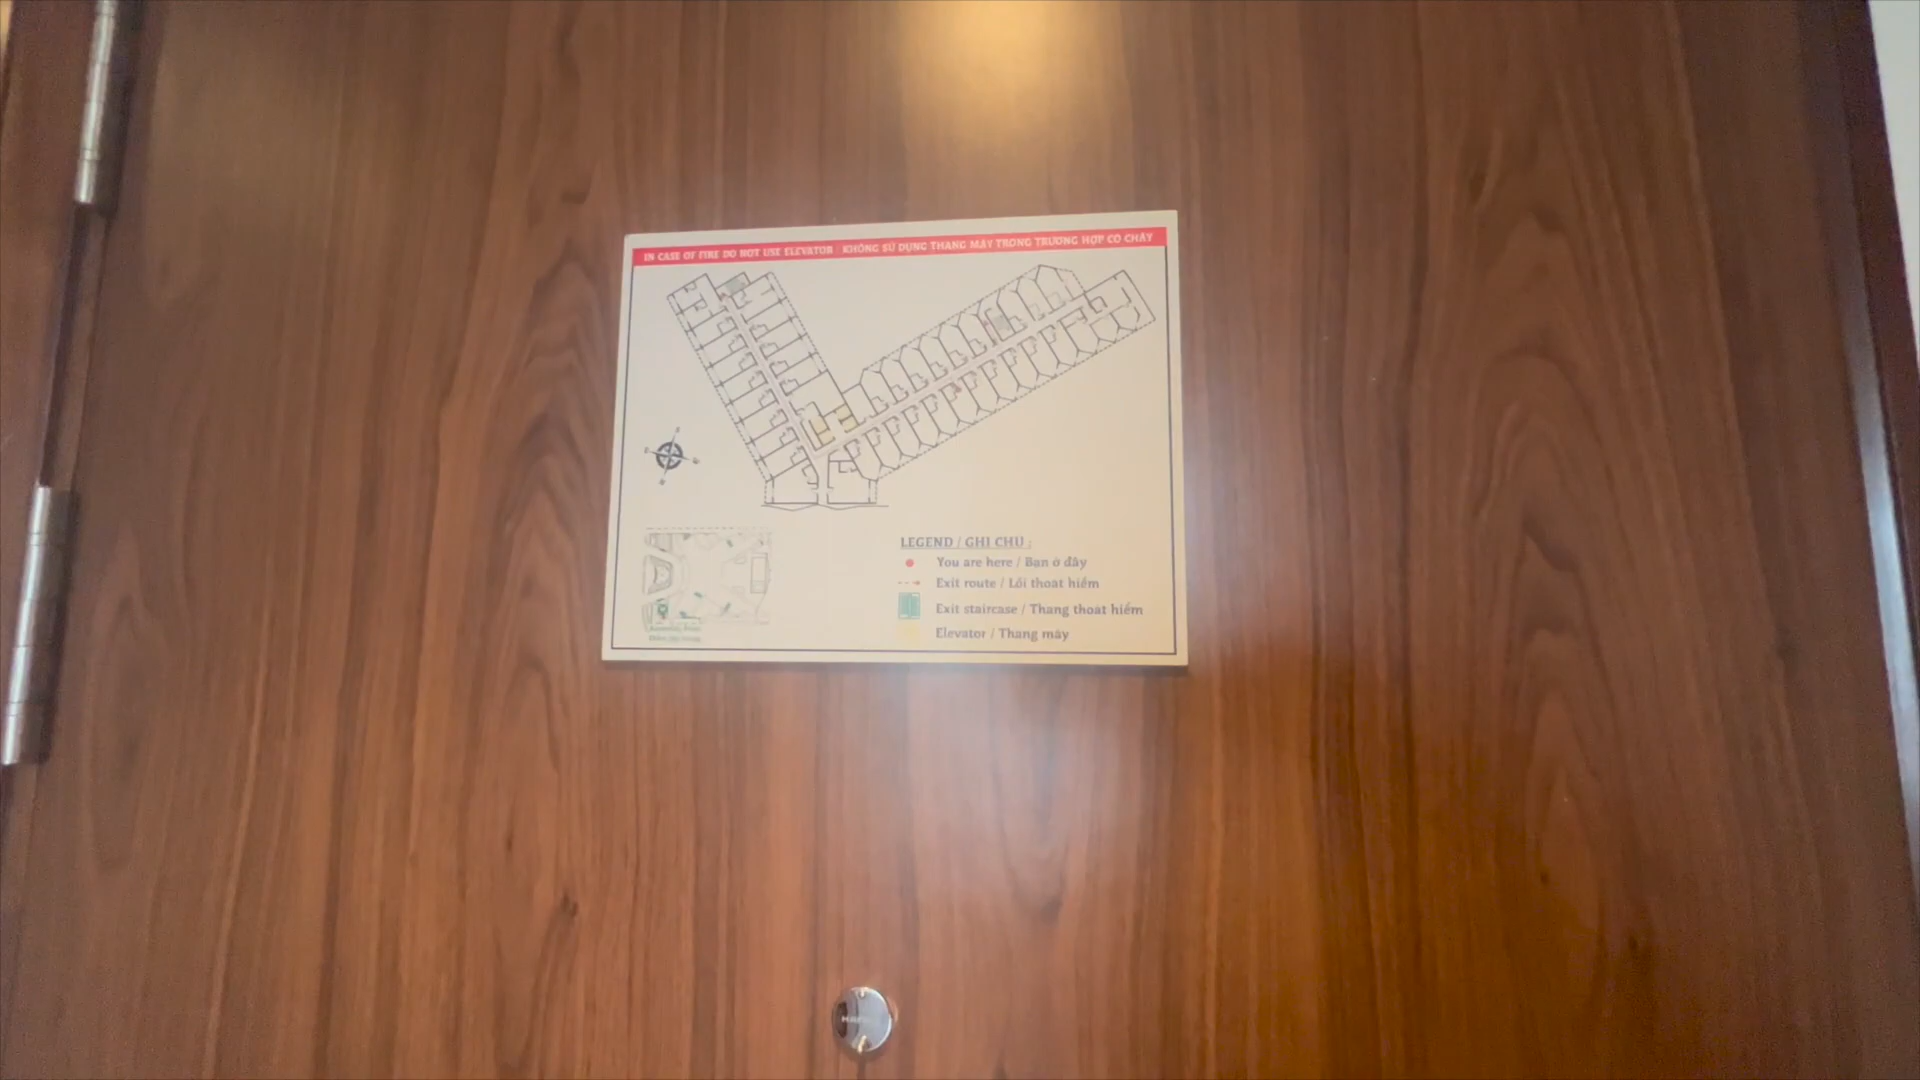 IN CASE OF FIRE DO NOT USE ELEVATOR KHÔNG SỬ DỤNG THANG MÁY TRONG TRƯỜNG HỢP CÓ CHÁY
LEGEND / GHI CHÚ :
You are here / Bạn ở đây
Exit route / Lối thoát hiểm
Exit staircase / Thang thoát hiểm
Elevator / Thang máy